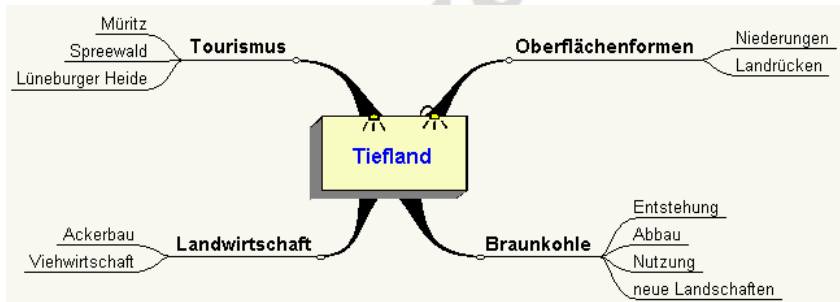 Müritz
Spreewald
Lüneburger Heide
Tourismus
Oberflächenformen
Niederungen
Landrücken
Tiefland
Ackerbau
Viehwirtschaft
Landwirtschaft
Braunkohle
Entstehung
Abbau
Nutzung
neue Landschaften